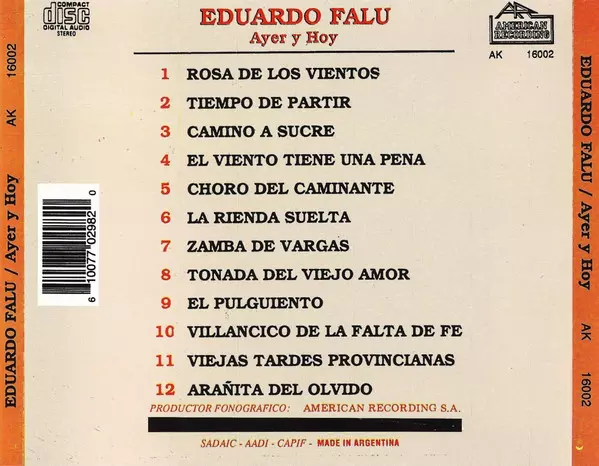 COMPACT
disc
DIGITAL AUDIO
STEREO
EDUARDO FALU
Ayer y Hoy
AR
AMERICAN
RECORDING
AK 16002
1 ROSA DE LOS VIENTOS
2 TIEMPO DE PARTIR
3 CAMINO A SUCRE
4 EL VIENTO TIENE UNA PENA
5 CHORO DEL CAMINANTE
6 LA RIENDA SUELTA
7 ZAMBA DE VARGAS
8 TONADA DEL VIEJO AMOR
9 EL PULGUIENTO
10 VILLANCICO DE LA FALTA DE FE
11 VIEJAS TARDES PROVINCIANAS
12 ARAÑITA DEL OLVIDO
PRODUCTOR FONOGRAFICO: AMERICAN RECORDING S.A.
SADAIC - AADI - CAPIF - MADE IN ARGENTINA
6 10077 02982 0
EDUARDO FALU / Ayer y Hoy AK 16002
EDUARDO FALU / Ayer y Hoy AK 16002